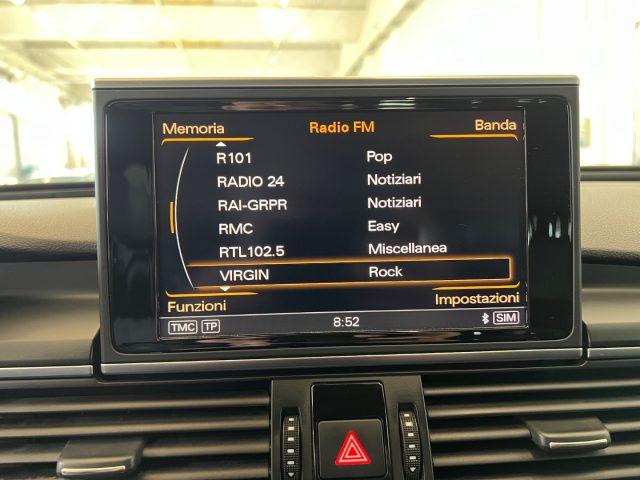 Memoria Radio FM Banda
R101 Pop
RADIO 24 Notiziari
RAI-GRPR Notiziari
RMC Easy
RTL102.5 Miscellanea
VIRGIN Rock
Funzioni Impostazioni
TMC TP 8:52 SIM